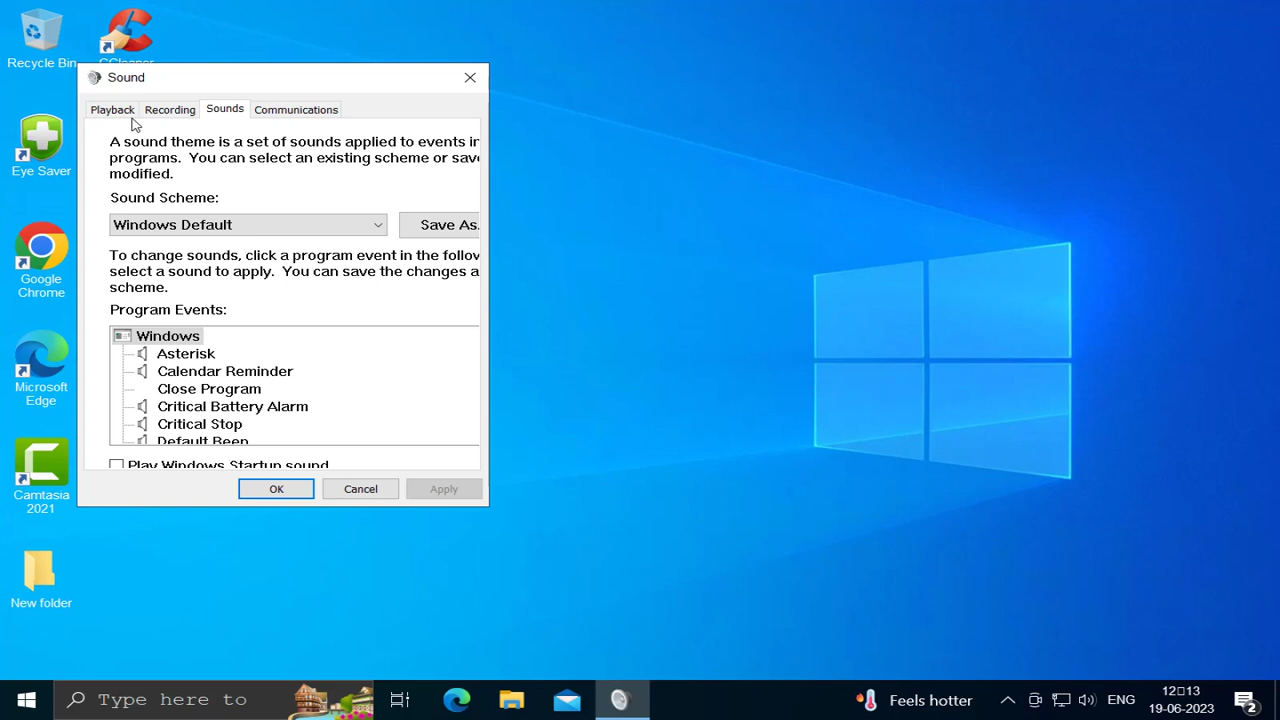 Recycle Bin
Sound
Playback
Recording
Sounds
Communications
A sound theme is a set of sounds applied to events in
programs. You can select an existing scheme or save
modified.
Sound Scheme:
Windows Default
Save As.
To change sounds, click a program event in the follow
select a sound to apply. You can save the changes a
scheme.
Program Events:
Windows
Asterisk
Calendar Reminder
Close Program
Critical Battery Alarm
Critical Stop
Default Beep
Play Windows Startup sound
OK
Cancel
Apply
Eye Saver
Google
Chrome
Microsoft
Edge
Camtasia
2021
New folder
Type here to
Feels hotter
ENG
12▯13
19-06-2023
2